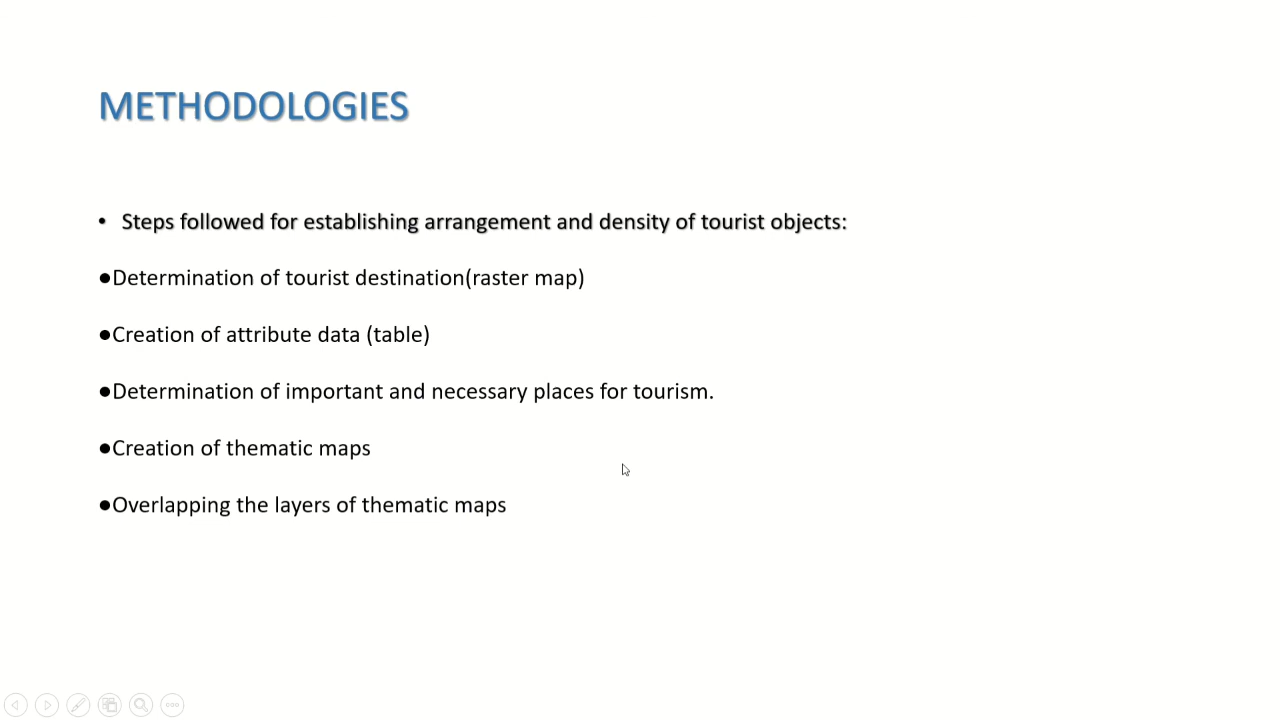 METHODOLOGIES
• Steps followed for establishing arrangement and density of tourist objects:
●Determination of tourist destination(raster map)
●Creation of attribute data (table)
●Determination of important and necessary places for tourism.
●Creation of thematic maps
●Overlapping the layers of thematic maps